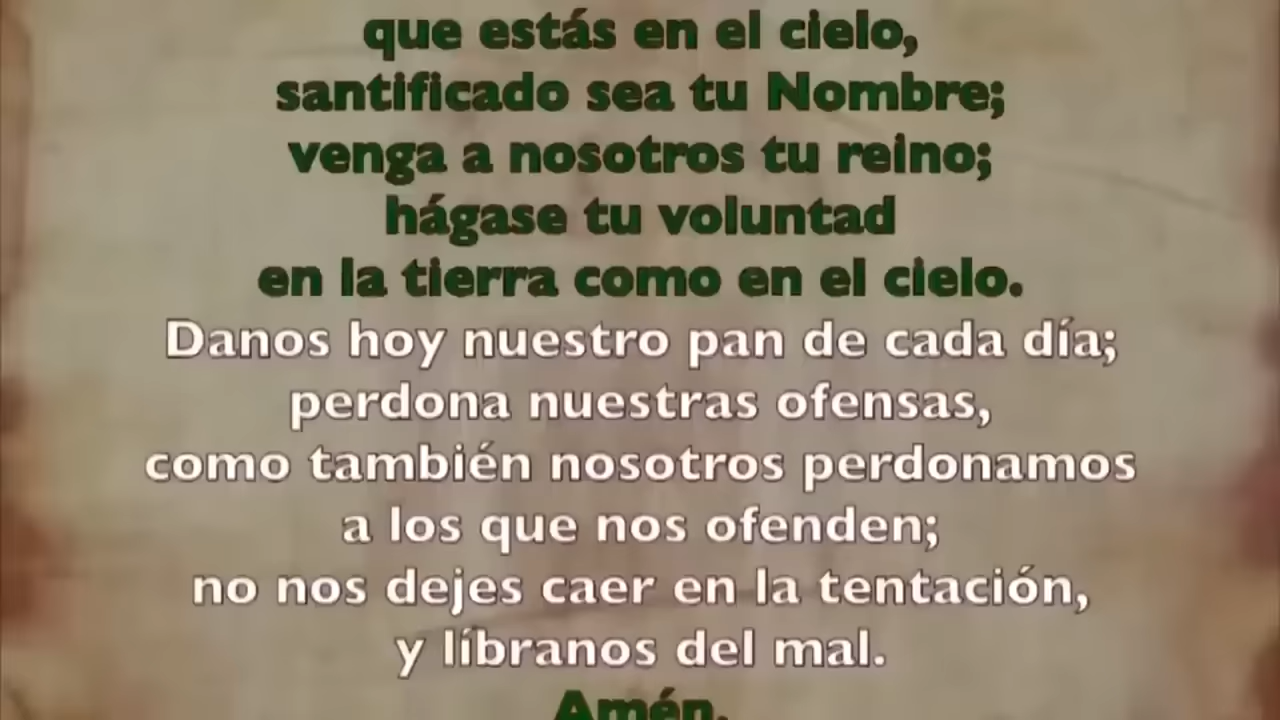 que estás en el cielo,
santificado sea tu Nombre;
venga a nosotros tu reino;
hágase tu voluntad
en la tierra como en el cielo.
Danos hoy nuestro pan de cada día;
perdona nuestras ofensas,
como también nosotros perdonamos
a los que nos ofenden;
no nos dejes caer en la tentación,
y líbranos del mal.
Amén.